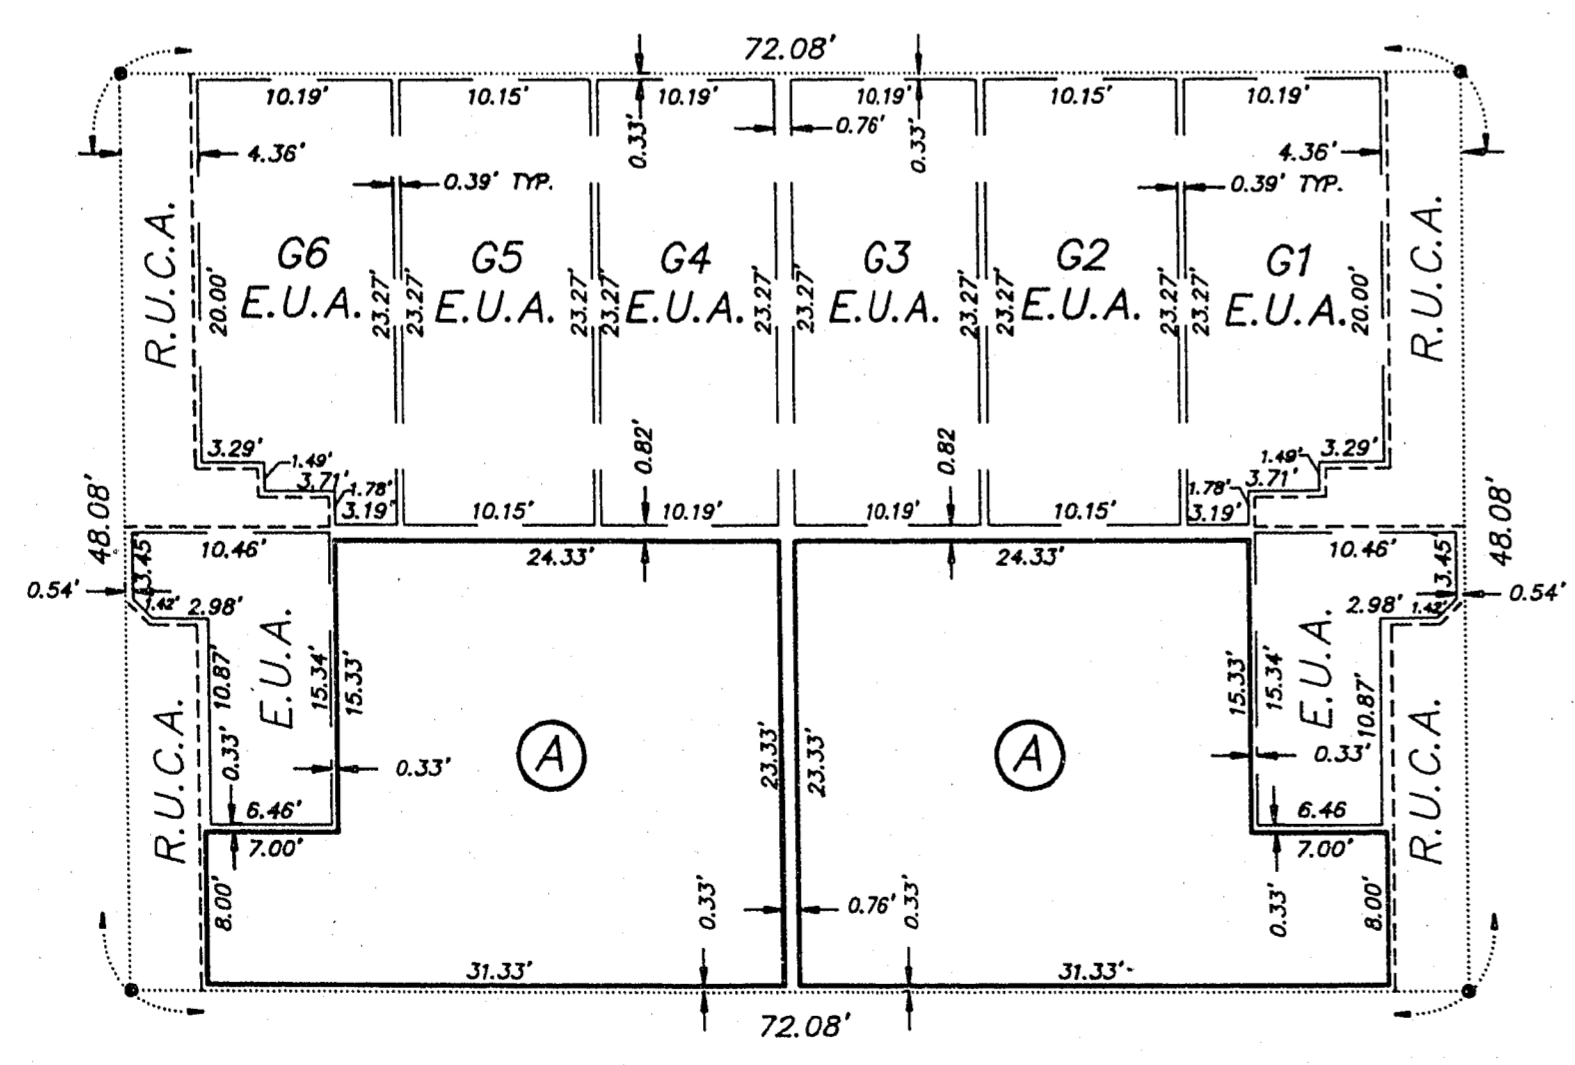 72.08'
10.19' 10.15' 10.19' 10.19' 10.15' 10.19'
0.33' 0.76' 0.33'
4.36' 4.36'
0.39' TYP. 0.39' TYP.
R.U.C.A. R.U.C.A.
G6 G5 G4 G3 G2 G1
E.U.A. E.U.A. E.U.A. E.U.A. E.U.A. E.U.A.
20.00' 23.27' 23.27' 23.27' 23.27' 23.27' 23.27' 23.27' 23.27' 23.27' 23.27' 20.00'
3.29' 0.82' 0.82 3.29'
1.49' 1.49'
3.71' 3.71'
1.78' 1.78'
3.19' 10.15' 10.19' 10.19' 10.15' 3.19'
48.08' 48.08'
10.46' 24.33' 24.33' 10.46'
3.45' 3.45'
0.54' 0.54'
1.42' 2.98' 2.98' 1.42'
E.U.A. E.U.A.
10.87' 15.34' 15.33' 15.33' 15.34' 10.87'
R.U.C.A. R.U.C.A.
0.33' 0.33' A 23.33' 23.33' A 0.33'
6.46' 6.46
7.00' 7.00'
8.00' 0.33' 0.76' 0.33' 0.33' 8.00'
31.33' 31.33'
72.08'